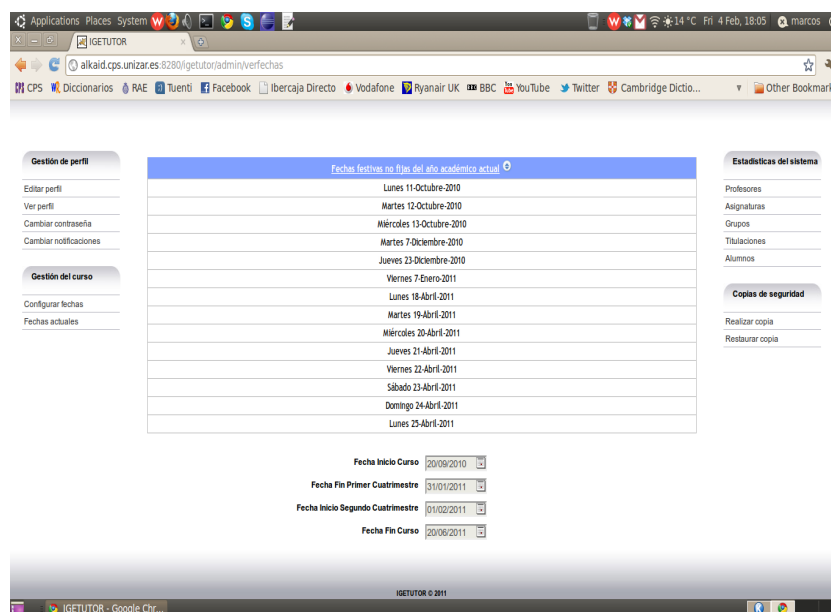 Applications Places System
14 °C Fri 4 Feb, 18:05 marcos
IGETUTOR
alkaid.cps.unizar.es:8280/igetutor/admin/verfechas
CPS Diccionarios RAE Tuenti Facebook Ibercaja Directo Vodafone Ryanair UK BBC YouTube Twitter Cambridge Dictio... Other Bookmark
Gestión de perfil
Editar perfil
Ver perfil
Cambiar contraseña
Cambiar notificaciones
Gestión del curso
Configurar fechas
Fechas actuales
Fechas festivas no fijas del año académico actual
Lunes 11-Octubre-2010
Martes 12-Octubre-2010
Miércoles 13-Octubre-2010
Martes 7-Diciembre-2010
Jueves 23-Diciembre-2010
Viernes 7-Enero-2011
Lunes 18-Abril-2011
Martes 19-Abril-2011
Miércoles 20-Abril-2011
Jueves 21-Abril-2011
Viernes 22-Abril-2011
Sábado 23-Abril-2011
Domingo 24-Abril-2011
Lunes 25-Abril-2011
Fecha Inicio Curso 20/09/2010
Fecha Fin Primer Cuatrimestre 31/01/2011
Fecha Inicio Segundo Cuatrimestre 01/02/2011
Fecha Fin Curso 20/06/2011
Estadisticas del sistema
Profesores
Asignaturas
Grupos
Titulaciones
Alumnos
Copias de seguridad
Realizar copia
Restaurar copia
IGETUTOR © 2011
IGETUTOR - Google Chr...